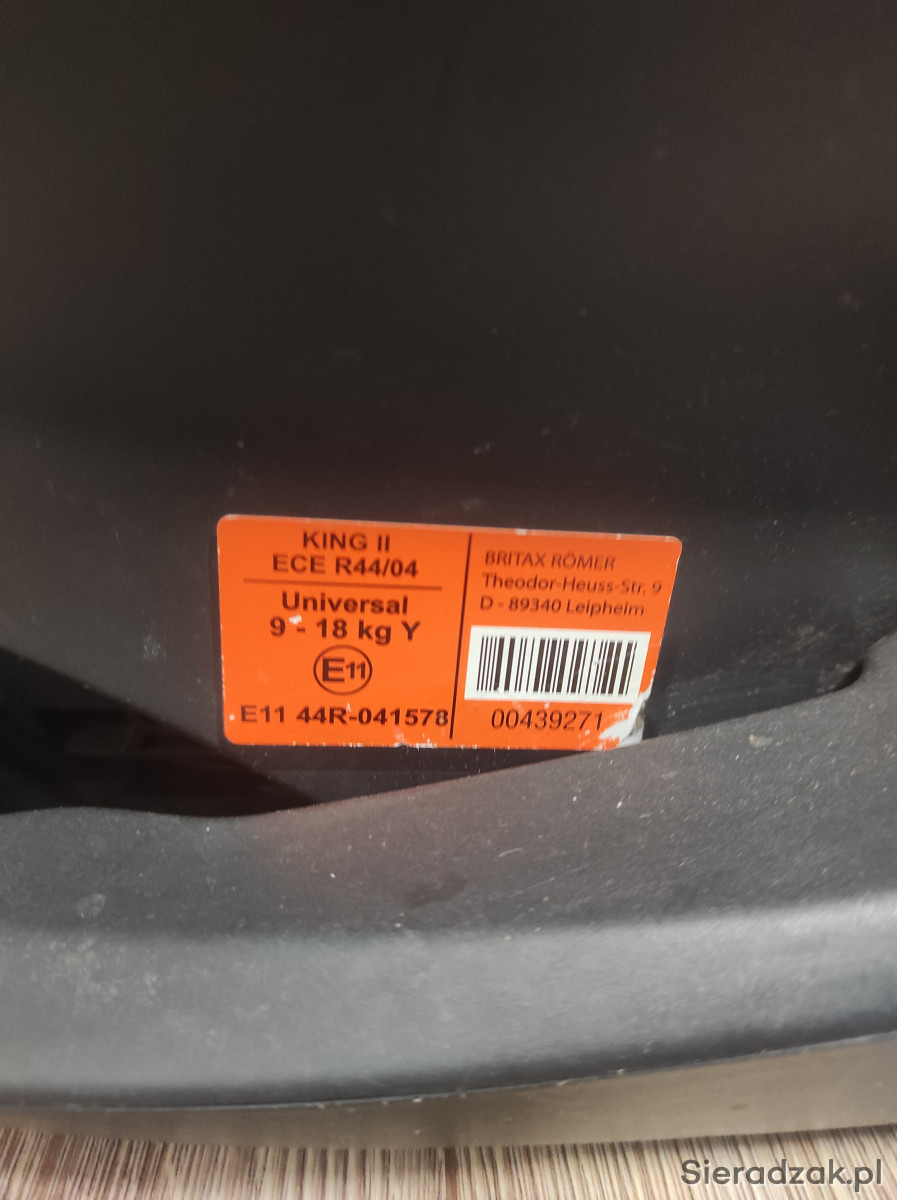 KING II
ECE R44/04
Universal
9 - 18 kg Y
E11
E11 44R-041578
BRITAX RÖMER
Theodor-Heuss-Str. 9
D - 89340 Leipheim
00439271
Sieradzak.pl